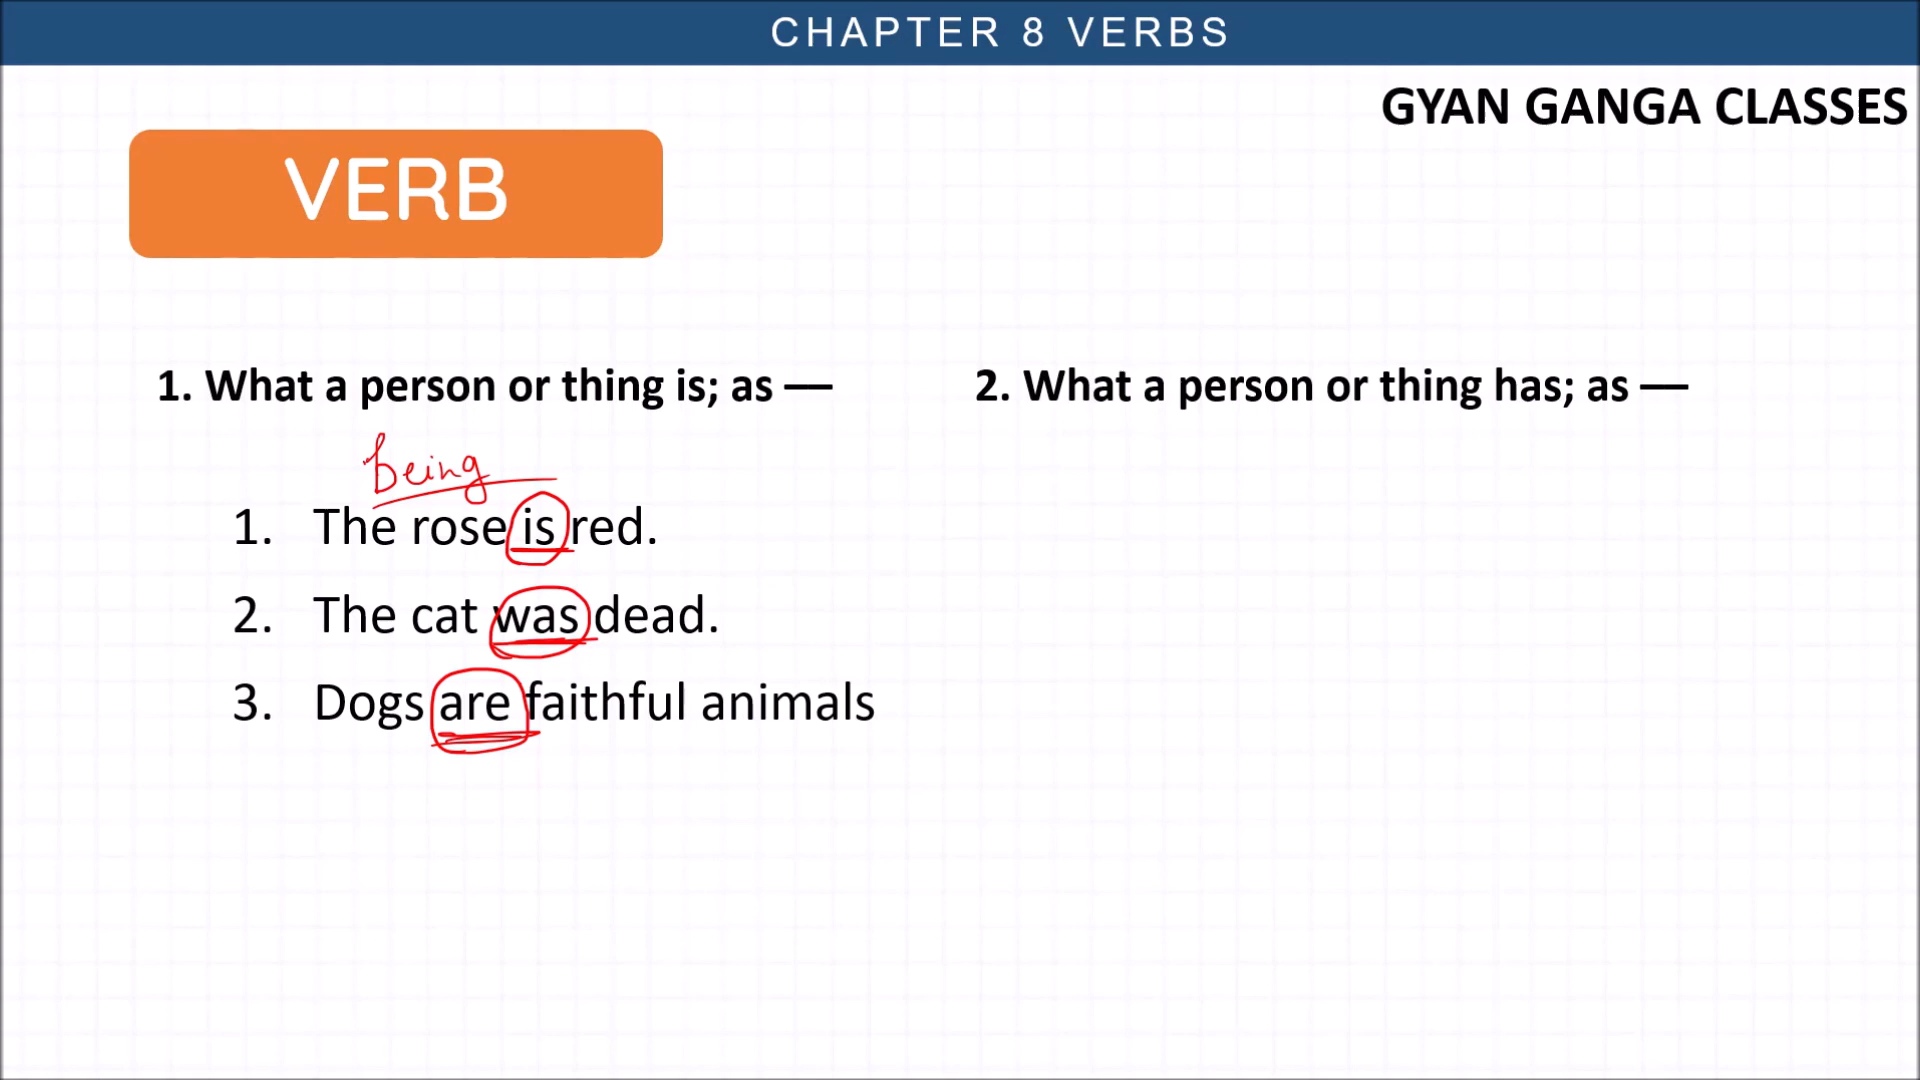 CHAPTER 8 VERBS
GYAN GANGA CLASSES
VERB
1. What a person or thing is; as —
being
1. The rose is red.
2. The cat was dead.
3. Dogs are faithful animals
2. What a person or thing has; as —